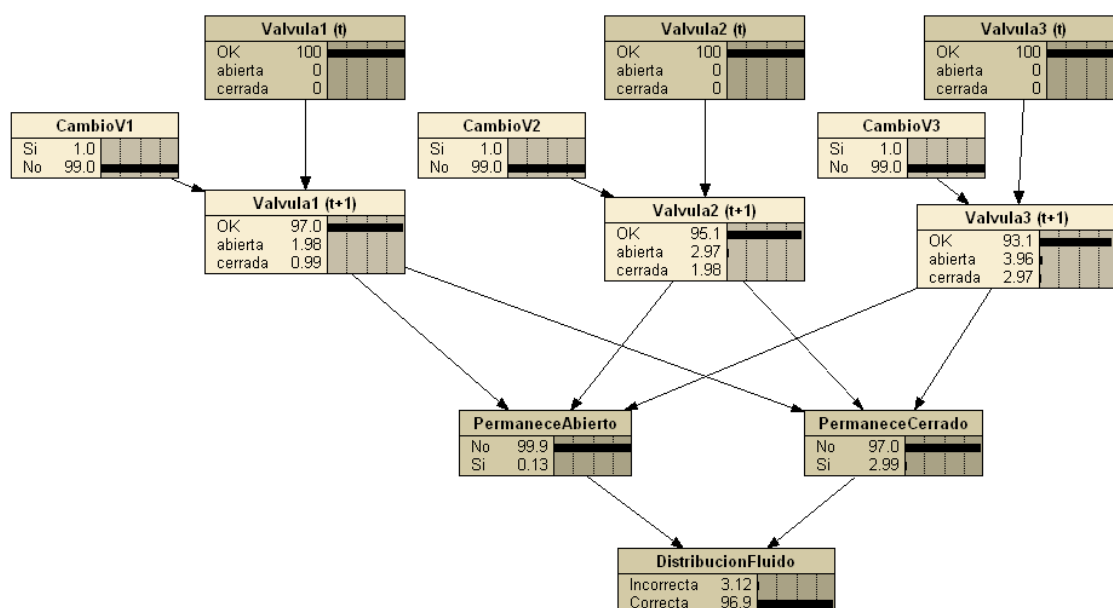 Valvula1 (t)
OK 100
abierta 0
cerrada 0
Valvula2 (t)
OK 100
abierta 0
cerrada 0
Valvula3 (t)
OK 100
abierta 0
cerrada 0
CambioV1
Si 1.0
No 99.0
CambioV2
Si 1.0
No 99.0
CambioV3
Si 1.0
No 99.0
Valvula1 (t+1)
OK 97.0
abierta 1.98
cerrada 0.99
Valvula2 (t+1)
OK 95.1
abierta 2.97
cerrada 1.98
Valvula3 (t+1)
OK 93.1
abierta 3.96
cerrada 2.97
PermaneceAbierto
No 99.9
Si 0.13
PermaneceCerrado
No 97.0
Si 2.99
DistribucionFluido
Incorrecta 3.12
Correcta 96.9